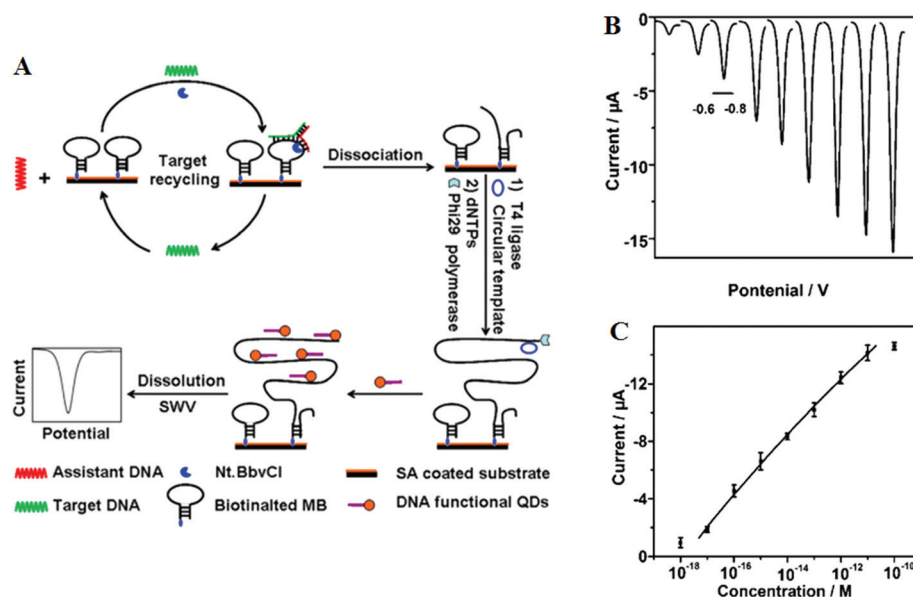 A
Target
recycling
+
Dissociation
1) T4 ligase
Circular template
2) dNTPs
Phi29 polymerase
Current
Potential
Dissolution
SWV
Assistant DNA
Nt.BbvCI
SA coated substrate
Target DNA
Biotinalted MB
DNA functional QDs
B
0
-5
-10
-15
Current / µA
-0.6 -0.8
Pontenial / V
C
-12
-8
-4
0
Current / µA
10-18 10-16 10-14 10-12 10-10
Concentration / M